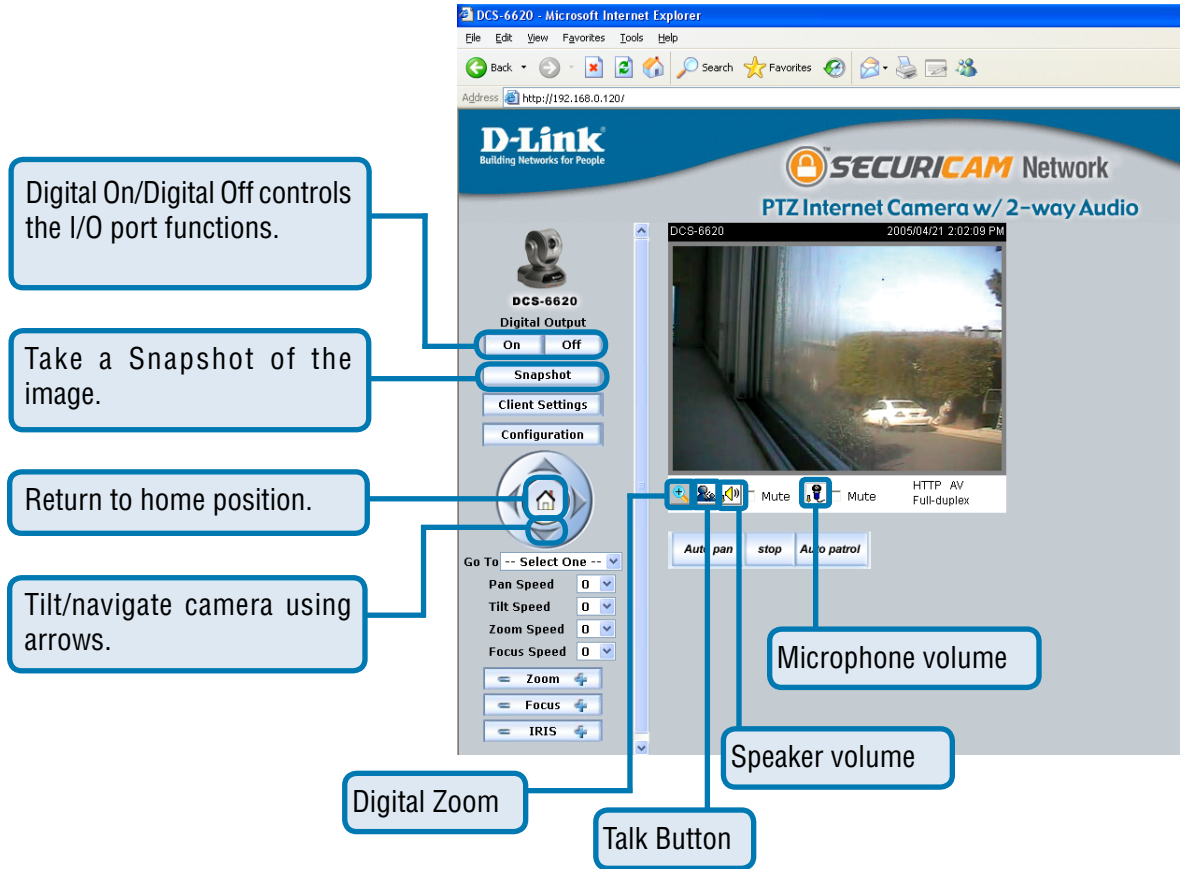 DCS-6620 - Microsoft Internet Explorer
File Edit View Favorites Tools Help
Back Search Favorites
Address http://192.168.0.120/
D-Link
Building Networks for People
SECURICAM Network
PTZ Internet Camera w/ 2-way Audio
Digital On/Digital Off controls
the I/O port functions.
Take a Snapshot of the
image.
Return to home position.
Tilt/navigate camera using
arrows.
DCS-6620
Digital Output
On Off
Snapshot
Client Settings
Configuration
Go To -- Select One --
Pan Speed 0
Tilt Speed 0
Zoom Speed 0
Focus Speed 0
Zoom
Focus
IRIS
DCS-6620 2005/04/21 2:02:09 PM
Mute Mute HTTP AV
Full-duplex
Auto pan stop Auto patrol
Microphone volume
Speaker volume
Digital Zoom
Talk Button